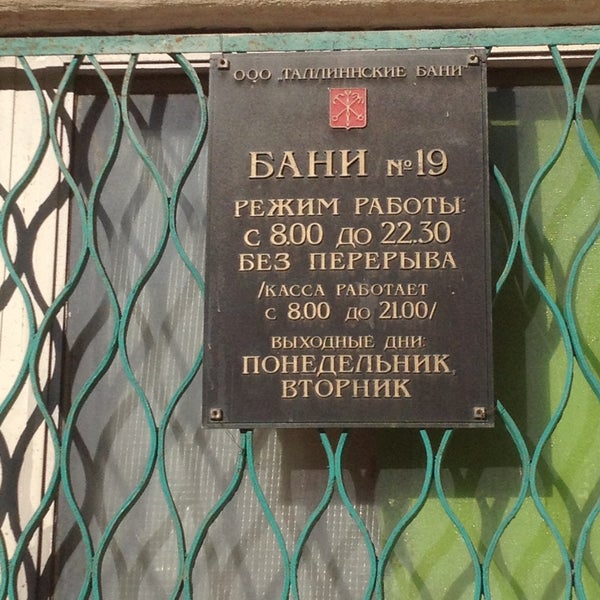 ООО "ТАЛЛИННСКИЕ БАНИ"
БАНИ №19
РЕЖИМ РАБОТЫ:
С 8.00 ДО 22.30
БЕЗ ПЕРЕРЫВА
/КАССА РАБОТАЕТ
С 8.00 ДО 21.00/
ВЫХОДНЫЕ ДНИ:
ПОНЕДЕЛЬНИК,
ВТОРНИК